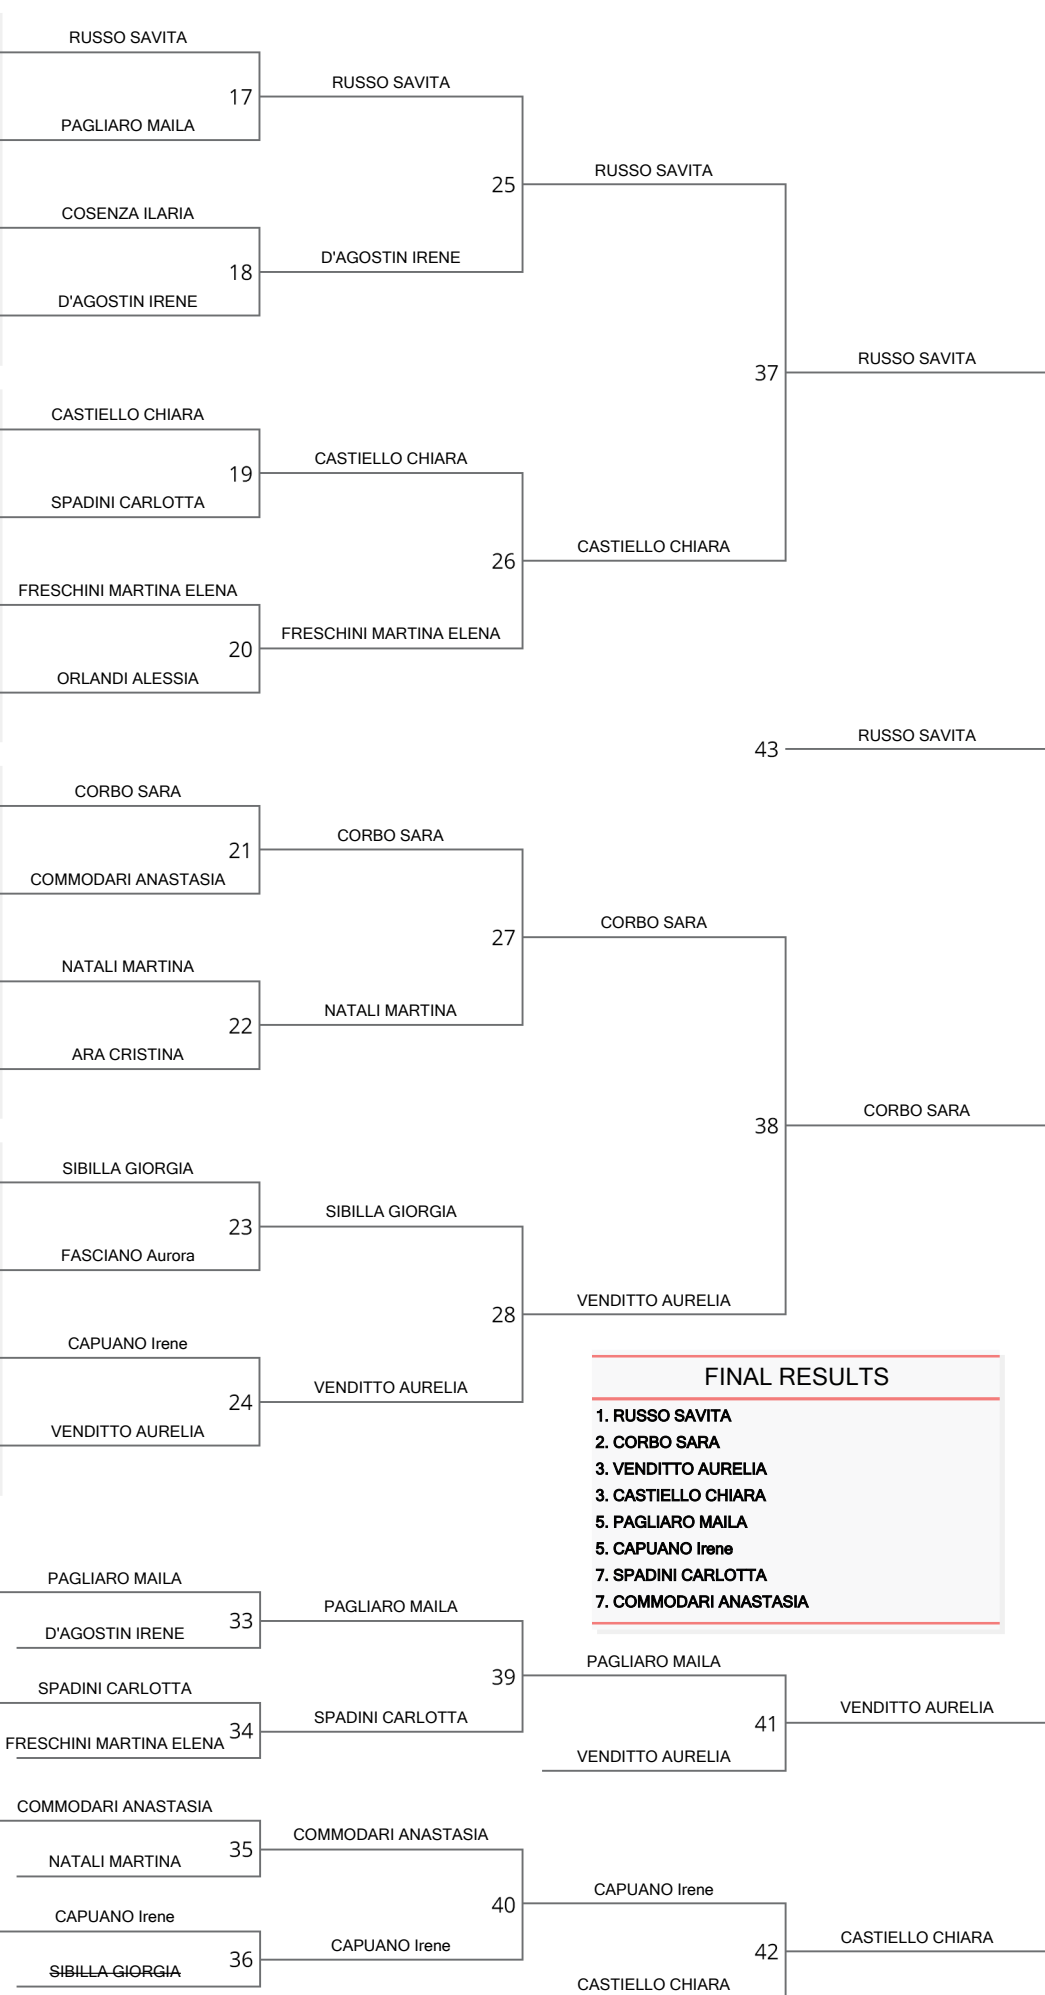 RUSSO SAVITA
17
RUSSO SAVITA
PAGLIARO MAILA
25
RUSSO SAVITA
COSENZA ILARIA
18
D'AGOSTIN IRENE
D'AGOSTIN IRENE
37
RUSSO SAVITA
CASTIELLO CHIARA
19
CASTIELLO CHIARA
SPADINI CARLOTTA
26
CASTIELLO CHIARA
FRESCHINI MARTINA ELENA
20
FRESCHINI MARTINA ELENA
ORLANDI ALESSIA
43
RUSSO SAVITA
CORBO SARA
21
CORBO SARA
COMMODARI ANASTASIA
27
CORBO SARA
NATALI MARTINA
22
NATALI MARTINA
ARA CRISTINA
38
CORBO SARA
SIBILLA GIORGIA
23
SIBILLA GIORGIA
FASCIANO Aurora
28
VENDITTO AURELIA
CAPUANO Irene
24
VENDITTO AURELIA
VENDITTO AURELIA
FINAL RESULTS
1. RUSSO SAVITA
2. CORBO SARA
3. VENDITTO AURELIA
3. CASTIELLO CHIARA
5. PAGLIARO MAILA
5. CAPUANO Irene
7. SPADINI CARLOTTA
7. COMMODARI ANASTASIA
PAGLIARO MAILA
33
PAGLIARO MAILA
D'AGOSTIN IRENE
39
PAGLIARO MAILA
SPADINI CARLOTTA
34
SPADINI CARLOTTA
FRESCHINI MARTINA ELENA
41
VENDITTO AURELIA
VENDITTO AURELIA
COMMODARI ANASTASIA
35
COMMODARI ANASTASIA
NATALI MARTINA
40
CAPUANO Irene
CAPUANO Irene
36
CAPUANO Irene
SIBILLA GIORGIA
42
CASTIELLO CHIARA
CASTIELLO CHIARA